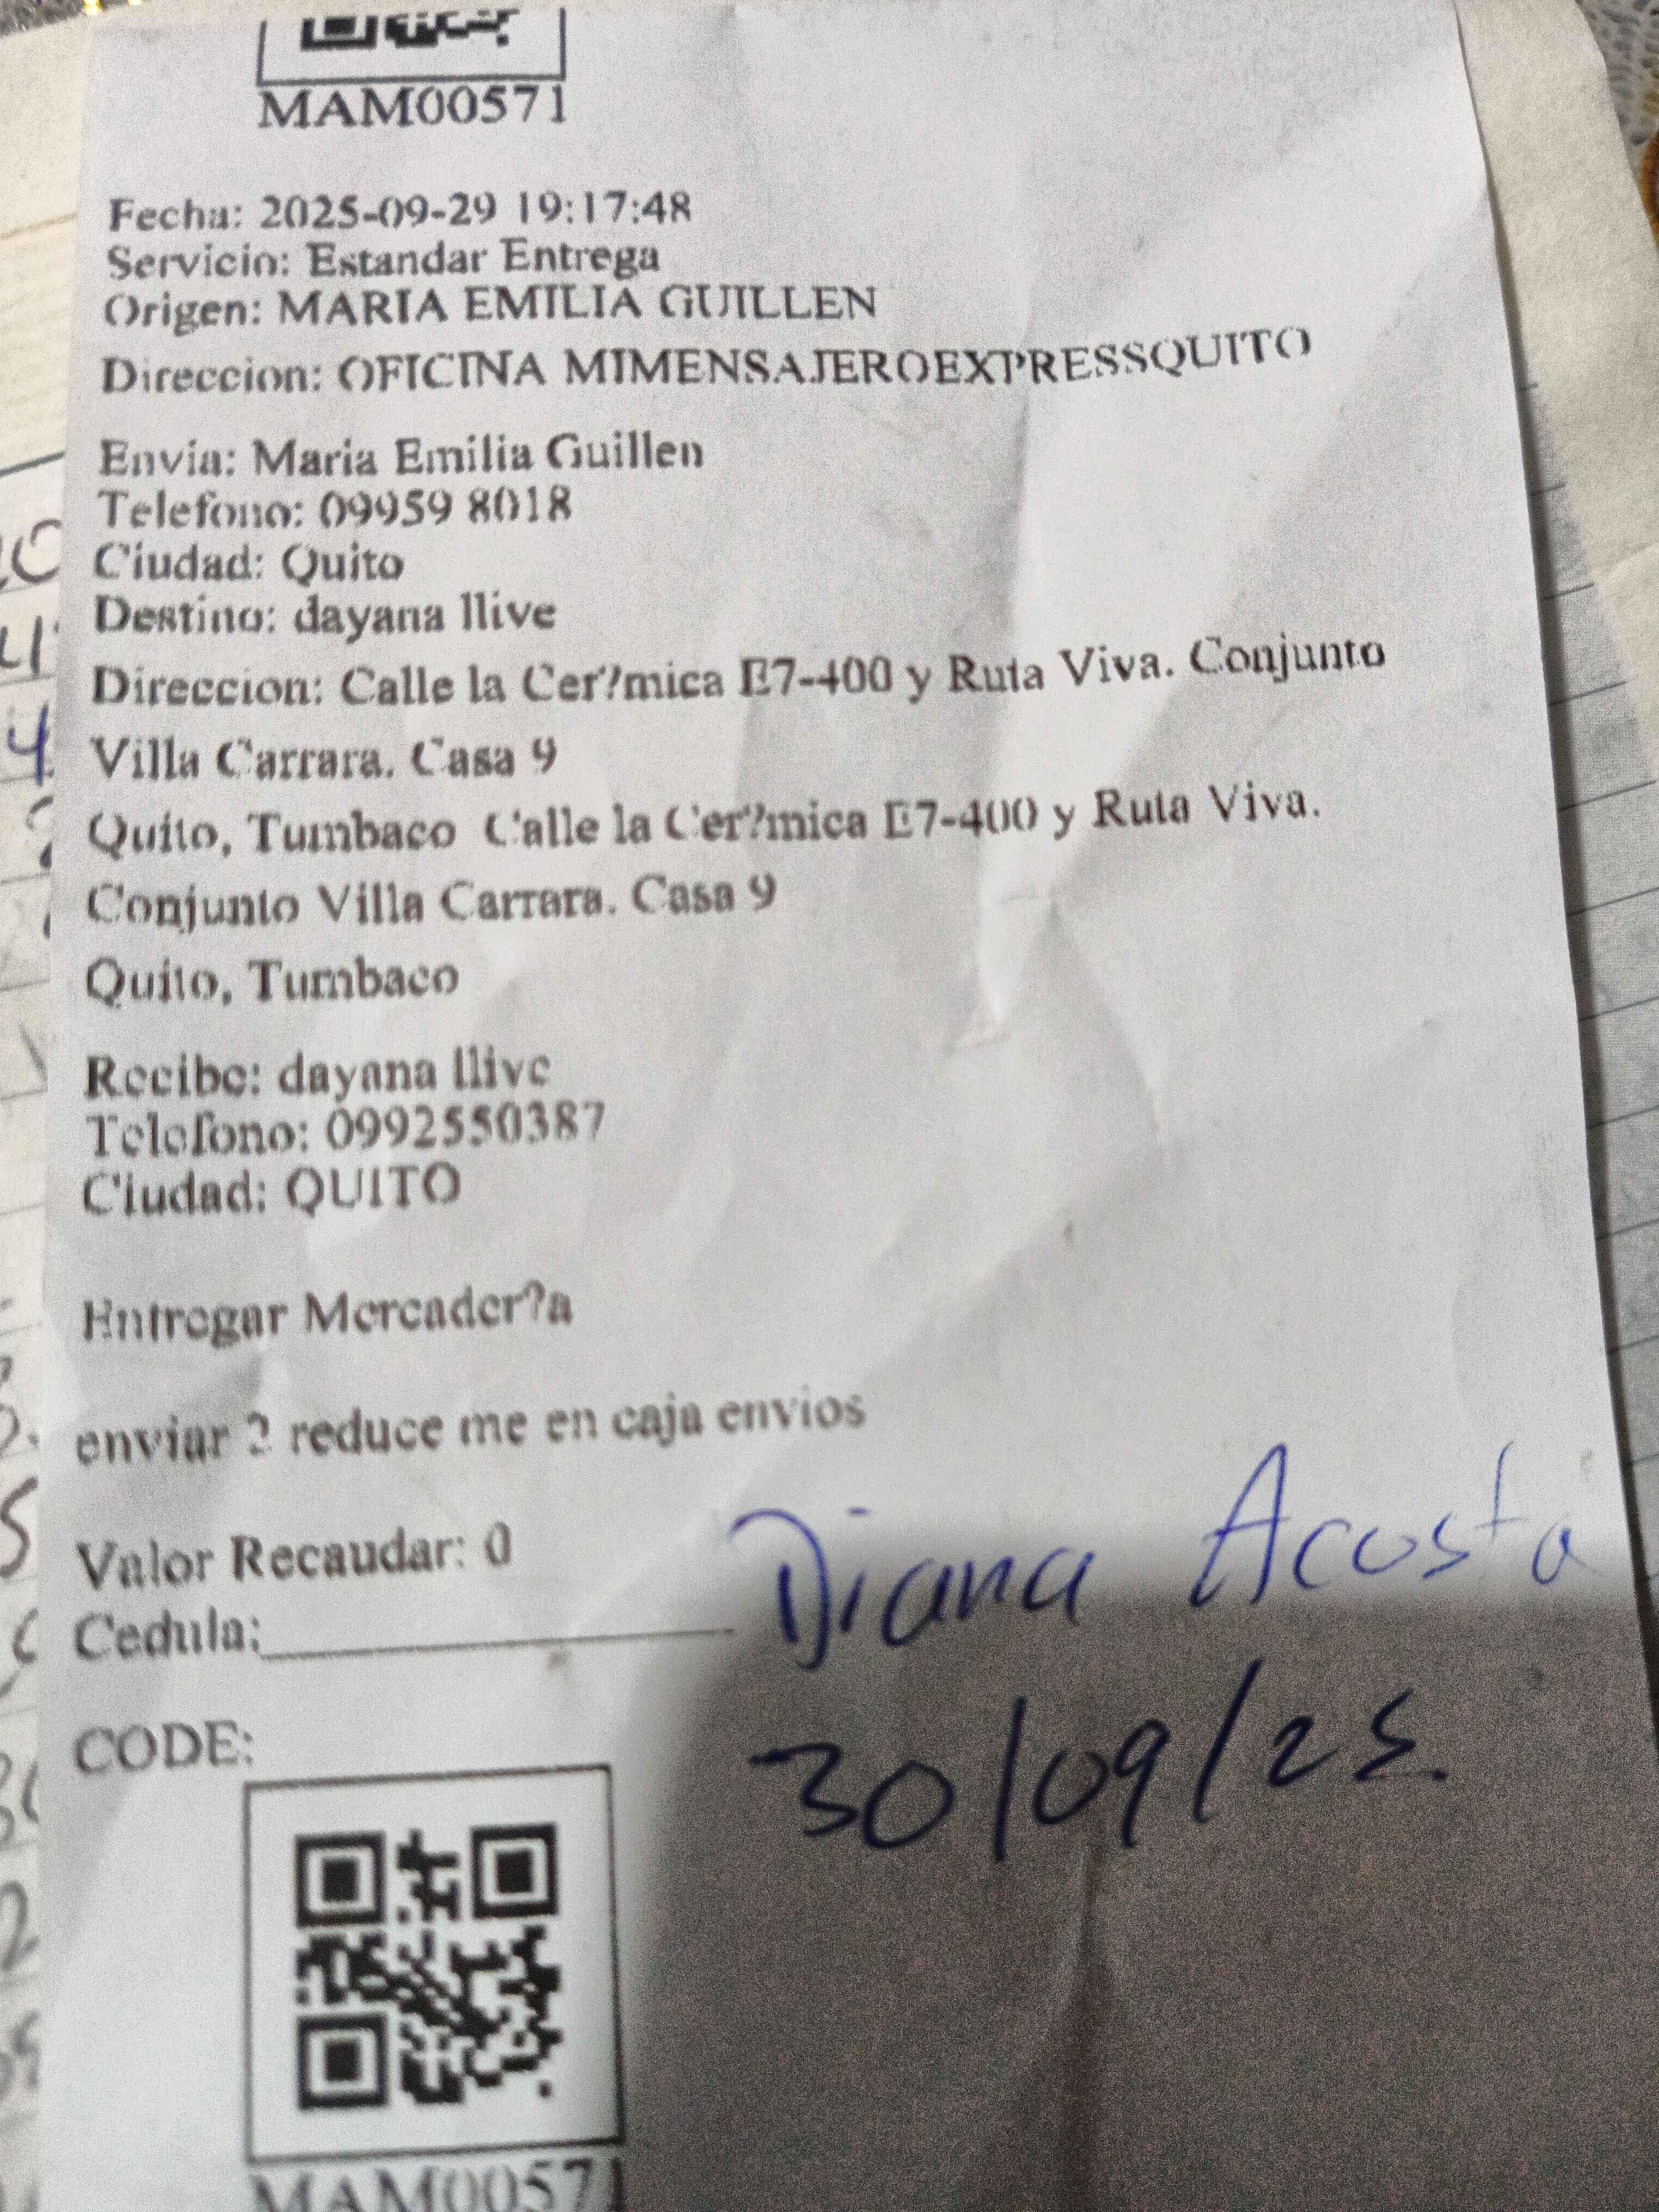 MAM00571
Fecha: 2025-09-29 19:17:48
Servicio: Estandar Entrega
Origen: MARIA EMILIA GUILLEN
Direccion: OFICINA MIMENSAJEROEXPRESSQUITO
Envia: Maria Emilia Guillen
Telefono: 09959 8018
Ciudad: Quito
Destino: dayana llive
Direccion: Calle la Cer?mica E7-400 y Ruta Viva. Conjunto
Villa Carrara. Casa 9
Quito, Tumbaco Calle la Cer?mica E7-400 y Ruta Viva.
Conjunto Villa Carrara. Casa 9
Quito, Tumbaco
Recibe: dayana llive
Telefono: 0992550387
Ciudad: QUITO
Entregar Mercader?a
enviar 2 reduce me en caja envios
Valor Recaudar: 0
Diana Acosta
Cedula:
30/09/25.
CODE:
MAM00571